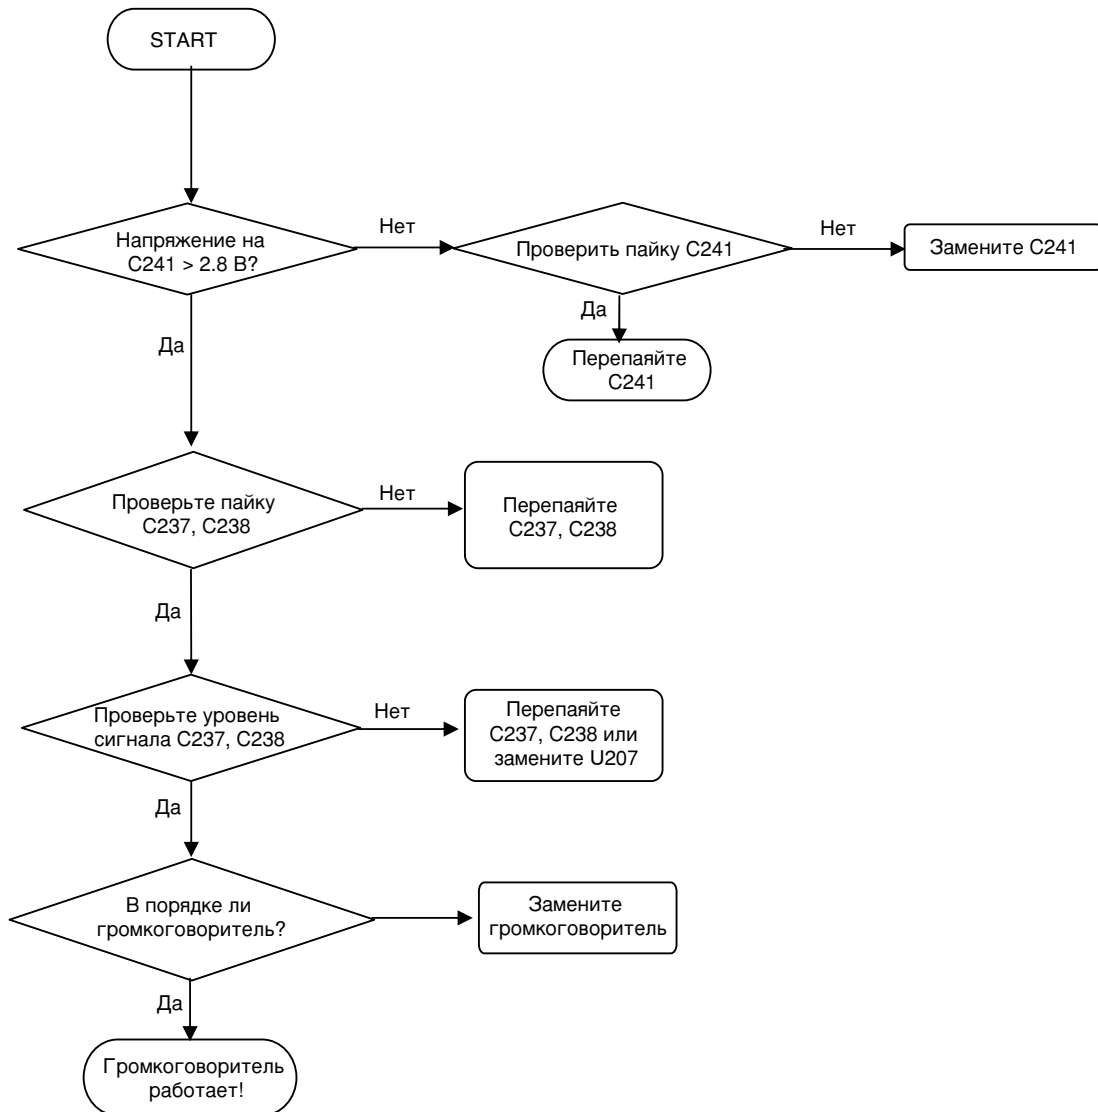 START
Напряжение на
C241 > 2.8 В?
Нет
Проверить пайку C241
Нет
Замените C241
Да
Перепаяйте
C241
Да
Проверьте пайку
C237, C238
Нет
Перепаяйте
C237, C238
Да
Проверьте уровень
сигнала C237, C238
Нет
Перепаяйте
C237, C238 или
замените U207
Да
В порядке ли
громкоговоритель?
Замените
громкоговоритель
Да
Громкоговоритель
работает!